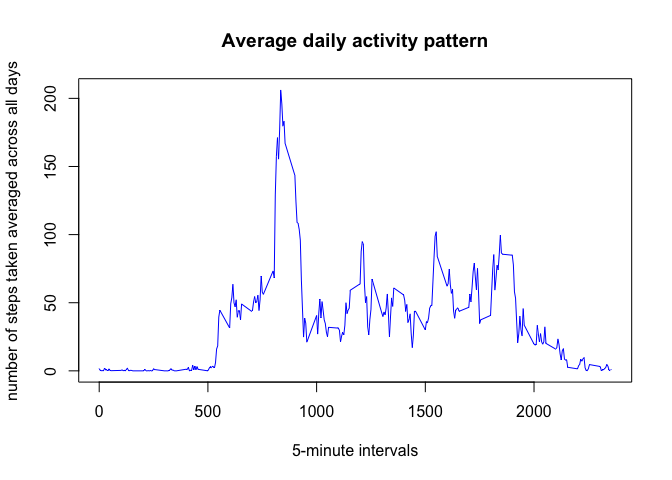 Average daily activity pattern
number of steps taken averaged across all days
200
150
100
50
0
0 500 1000 1500 2000
5-minute intervals